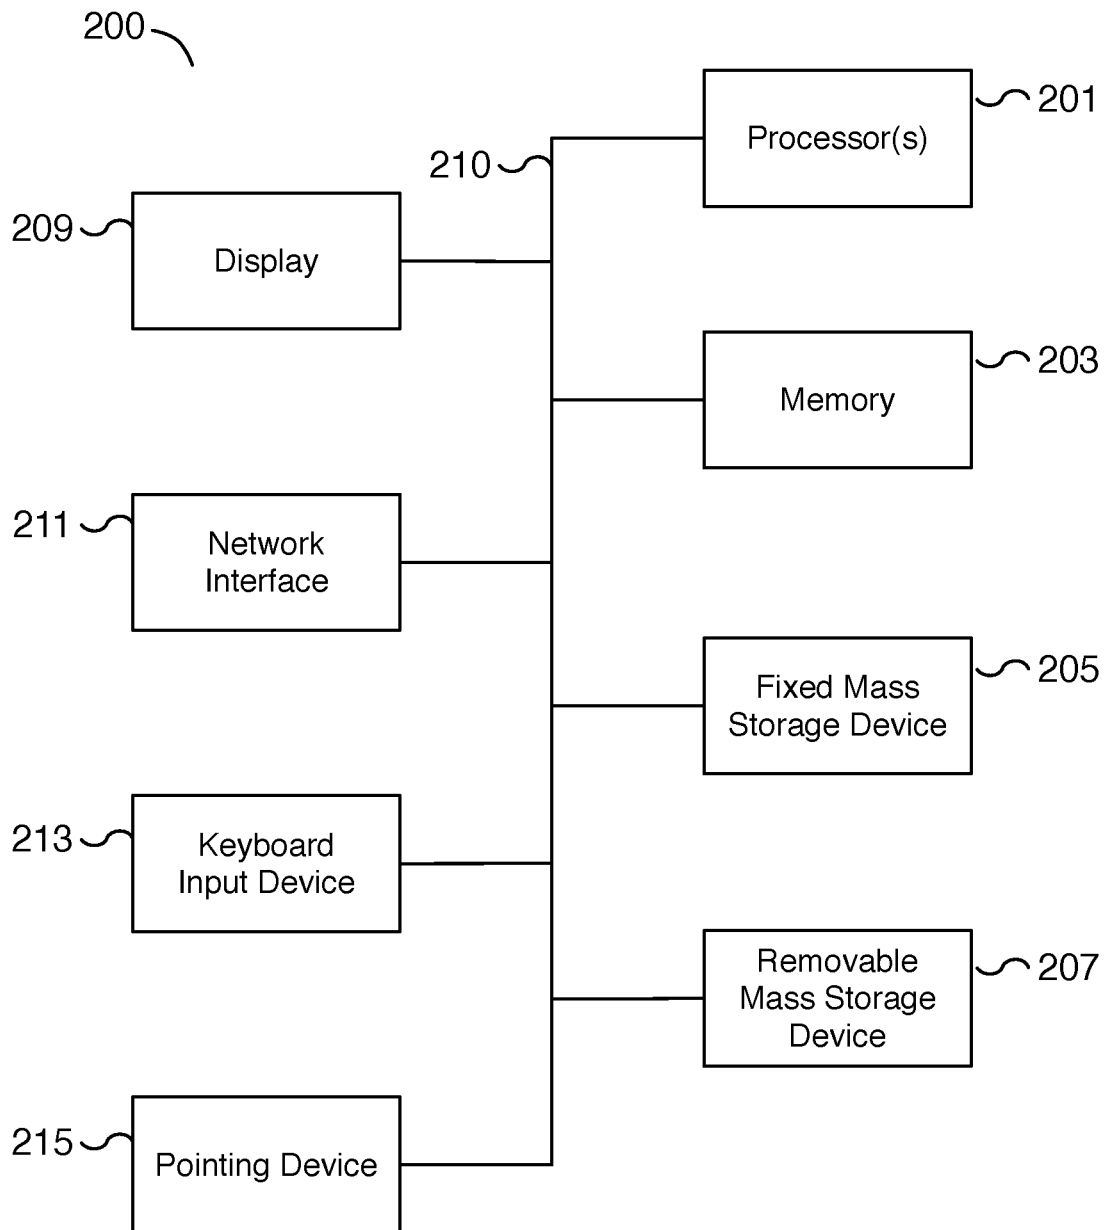 200
201
Processor(s)
210
209
Display
203
Memory
211
Network
Interface
205
Fixed Mass
Storage Device
213
Keyboard
Input Device
207
Removable
Mass Storage
Device
215
Pointing Device